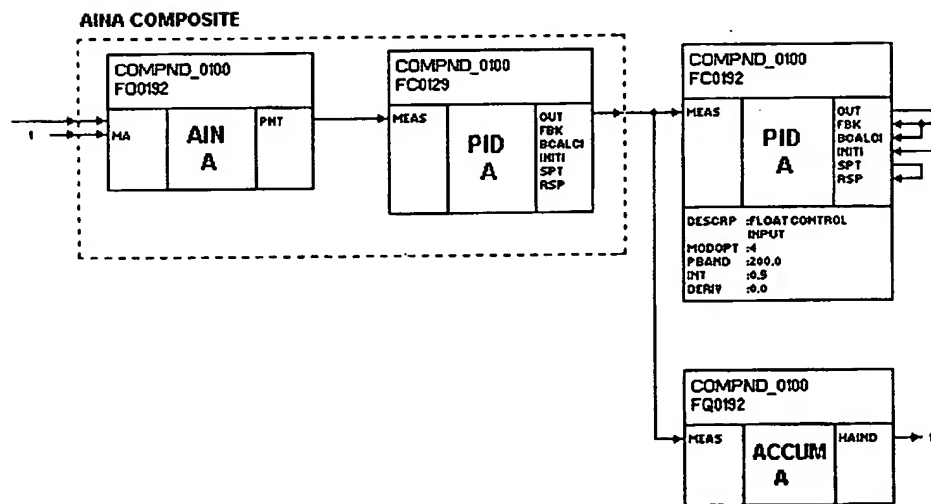 AINA COMPOSITE
COMPND_0100
FQ0192
1
MA
AIN
A
PNT
COMPND_0100
FC0129
MEAS
PID
A
OUT
FBK
BCALCI
INITI
SPT
RSP
COMPND_0100
FC0192
MEAS
PID
A
OUT
FBK
BCALCI
INITI
SPT
RSP
DESCRP :FLOAT CONTROL
INPUT
MODOPT :4
PBAND :200.0
INT :0.5
DERIV :0.0
COMPND_0100
FQ0192
MEAS
ACCUM
A